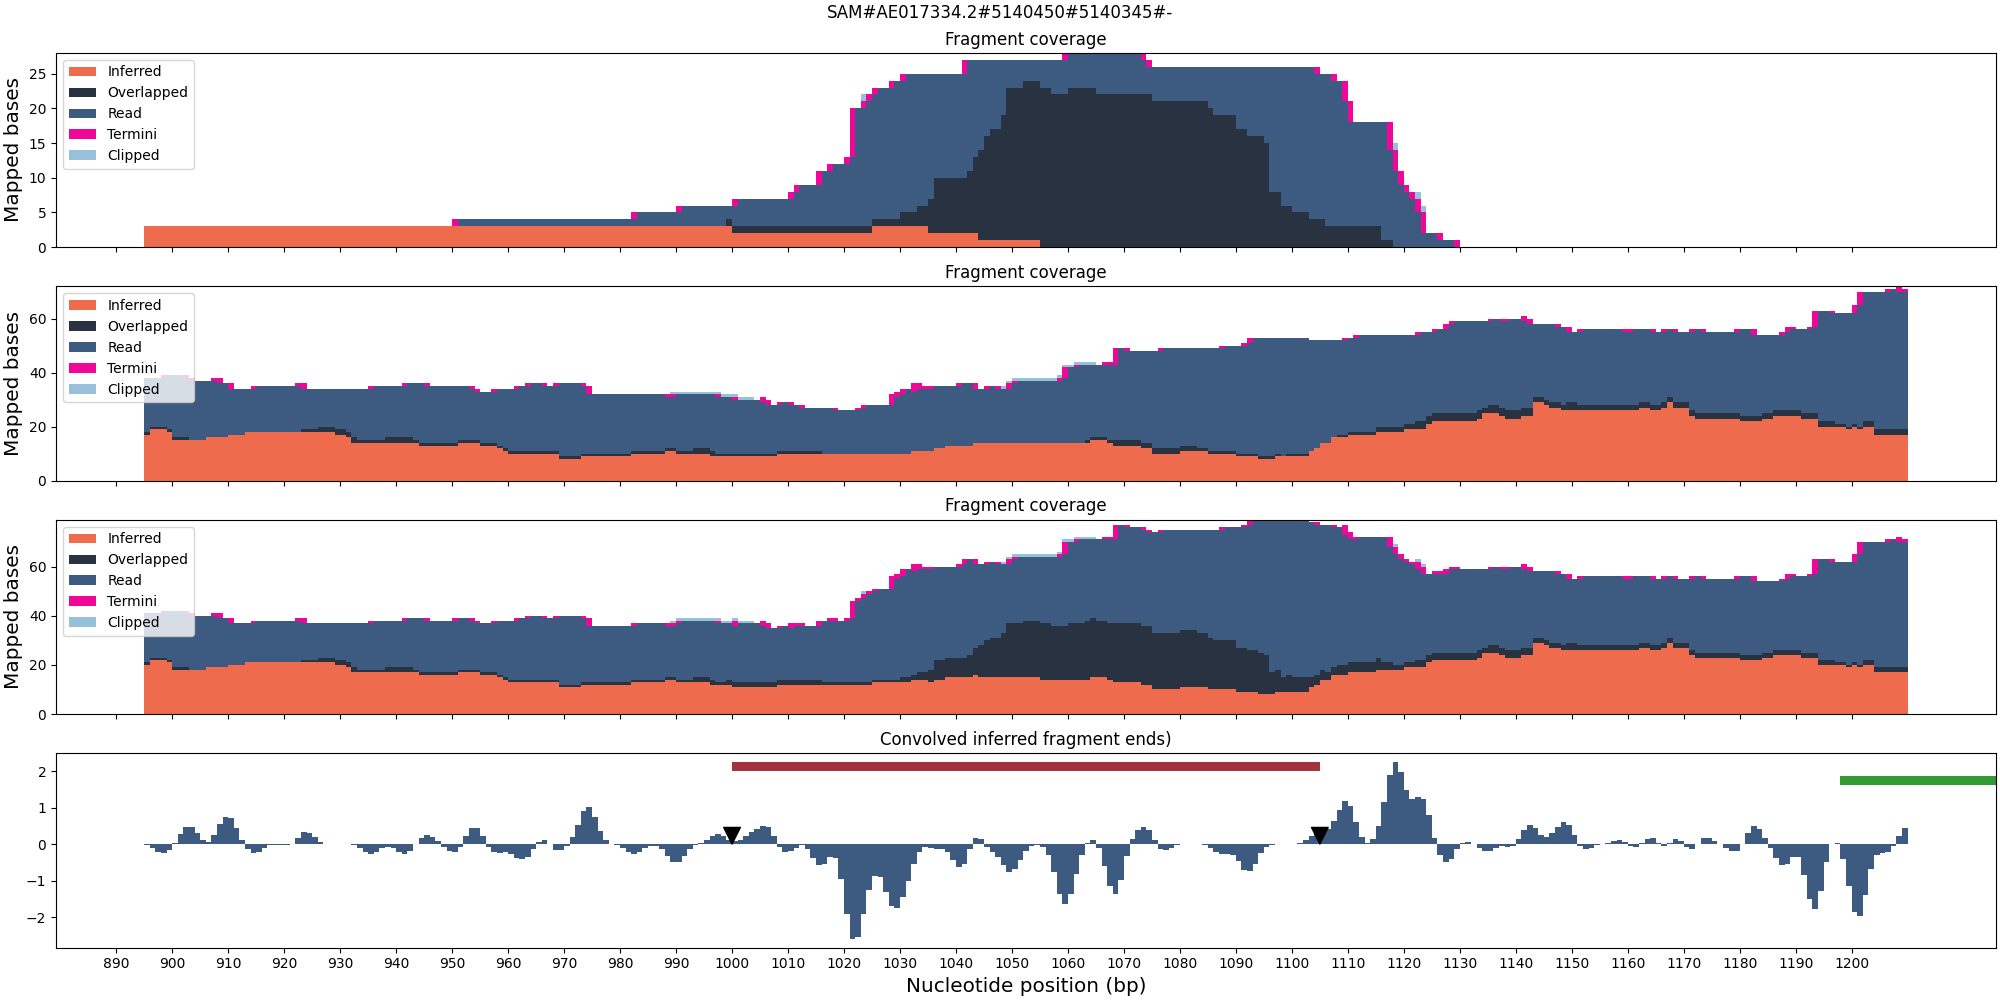 SAM#AE017334.2#5140450#5140345#-
Fragment coverage
Mapped bases
25
20
15
10
5
0
Inferred
Overlapped
Read
Termini
Clipped
Fragment coverage
Mapped bases
60
40
20
0
Inferred
Overlapped
Read
Termini
Clipped
Fragment coverage
Mapped bases
60
40
20
0
Inferred
Overlapped
Read
Termini
Clipped
Convolved inferred fragment ends)
2
1
0
−1
−2
890 900 910 920 930 940 950 960 970 980 990 1000 1010 1020 1030 1040 1050 1060 1070 1080 1090 1100 1110 1120 1130 1140 1150 1160 1170 1180 1190 1200
Nucleotide position (bp)